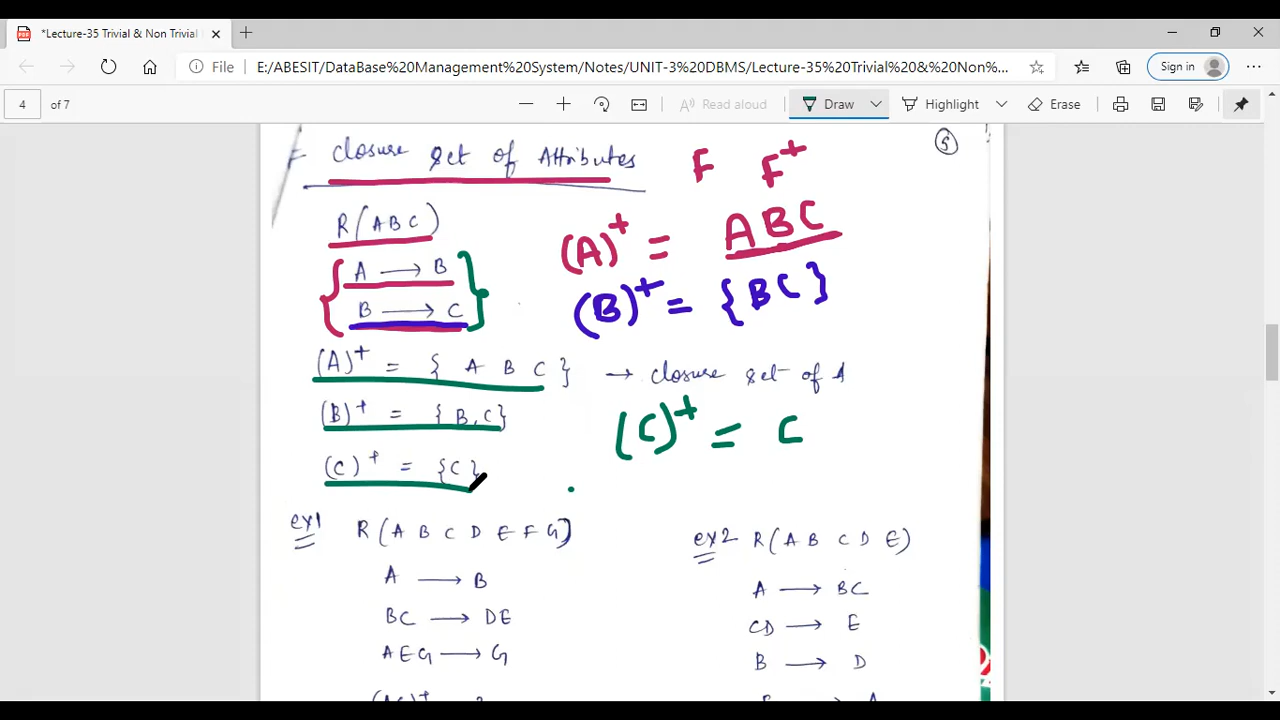 *Lecture-35 Trivial & Non Trivial
File E:/ABESIT/DataBase%20Management%20System/Notes/UNIT-3%20DBMS/Lecture-35%20Trivial%20&%20Non%... Sign in
4 of 7 Read aloud Draw Highlight Erase
closure set of Attributes
5
F F+
R(ABC)
(A)+ = ABC
A → B
(B)+ = {BC}
B → C
(A)+ = { A B C } → closure set of A
(B)+ = { B,C}
(C)+ = C
(C)+ = {C}
ex1 R(A B C D E F G)
A → B
BC → DE
AEG → G
ex2 R(A B C D E)
A → BC
CD → E
B → D